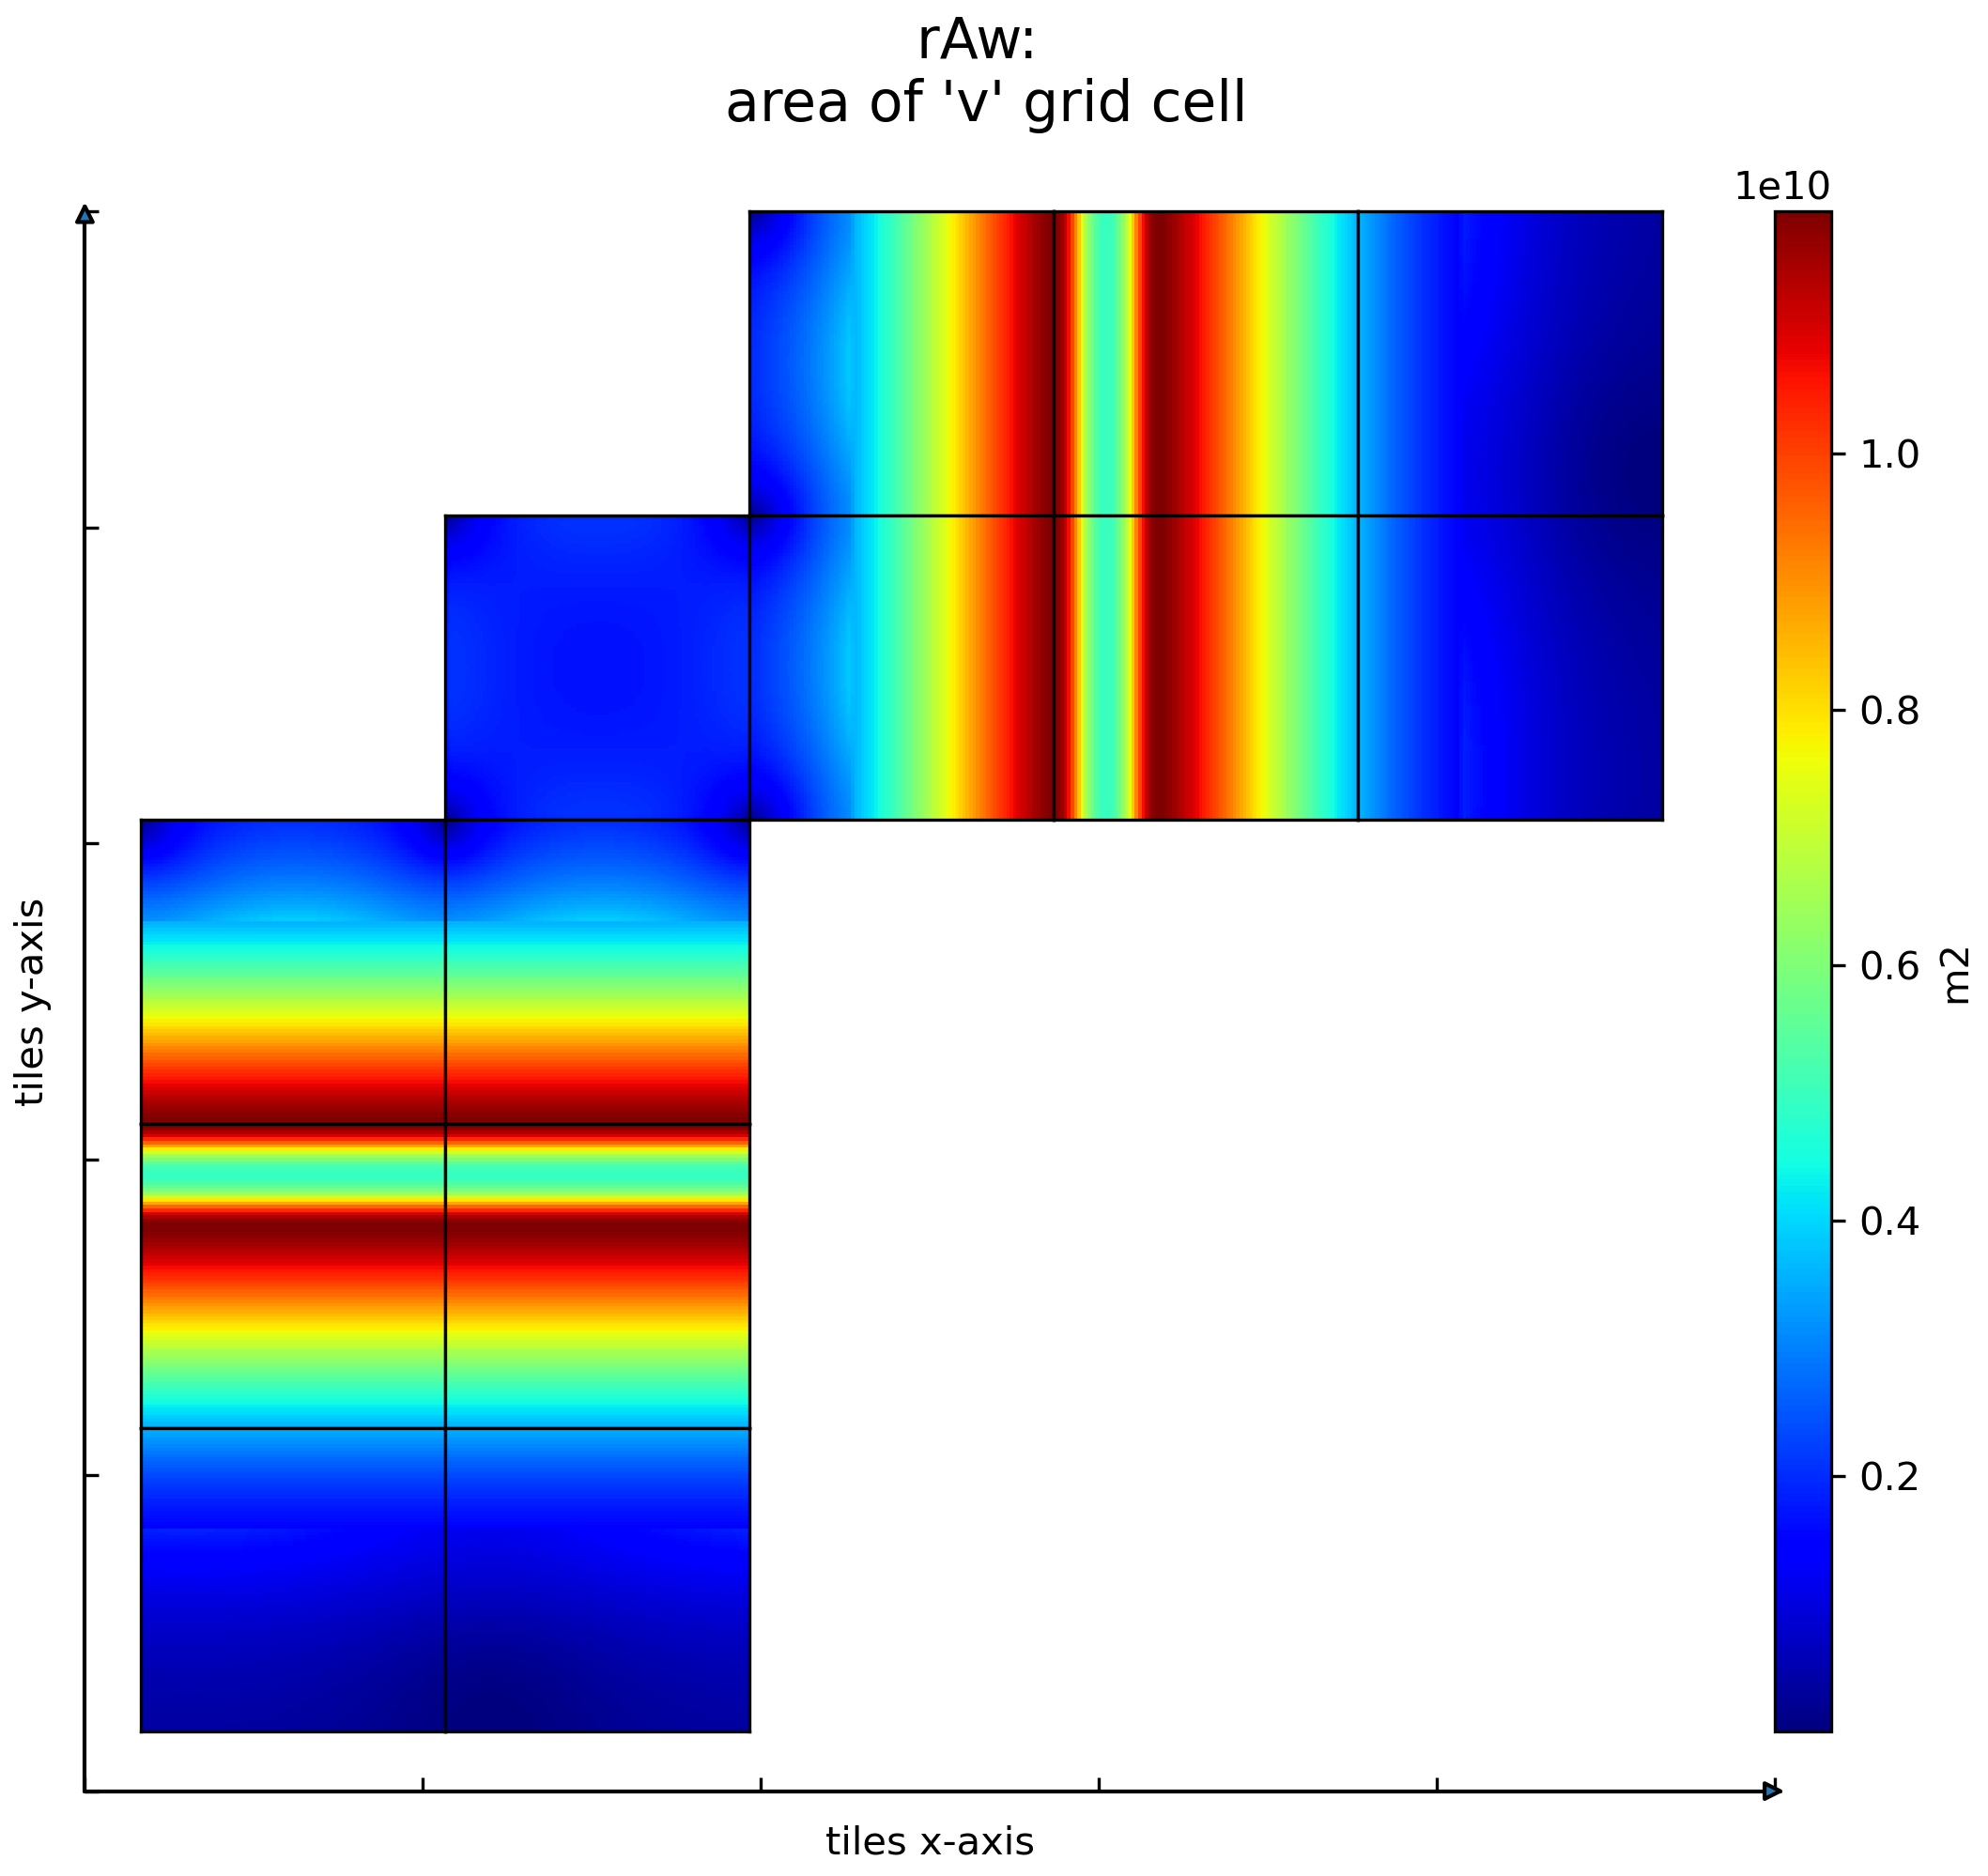 rAw:
area of 'v' grid cell
1e10
1.0
0.8
0.6
0.4
0.2
m2
tiles y-axis
tiles x-axis